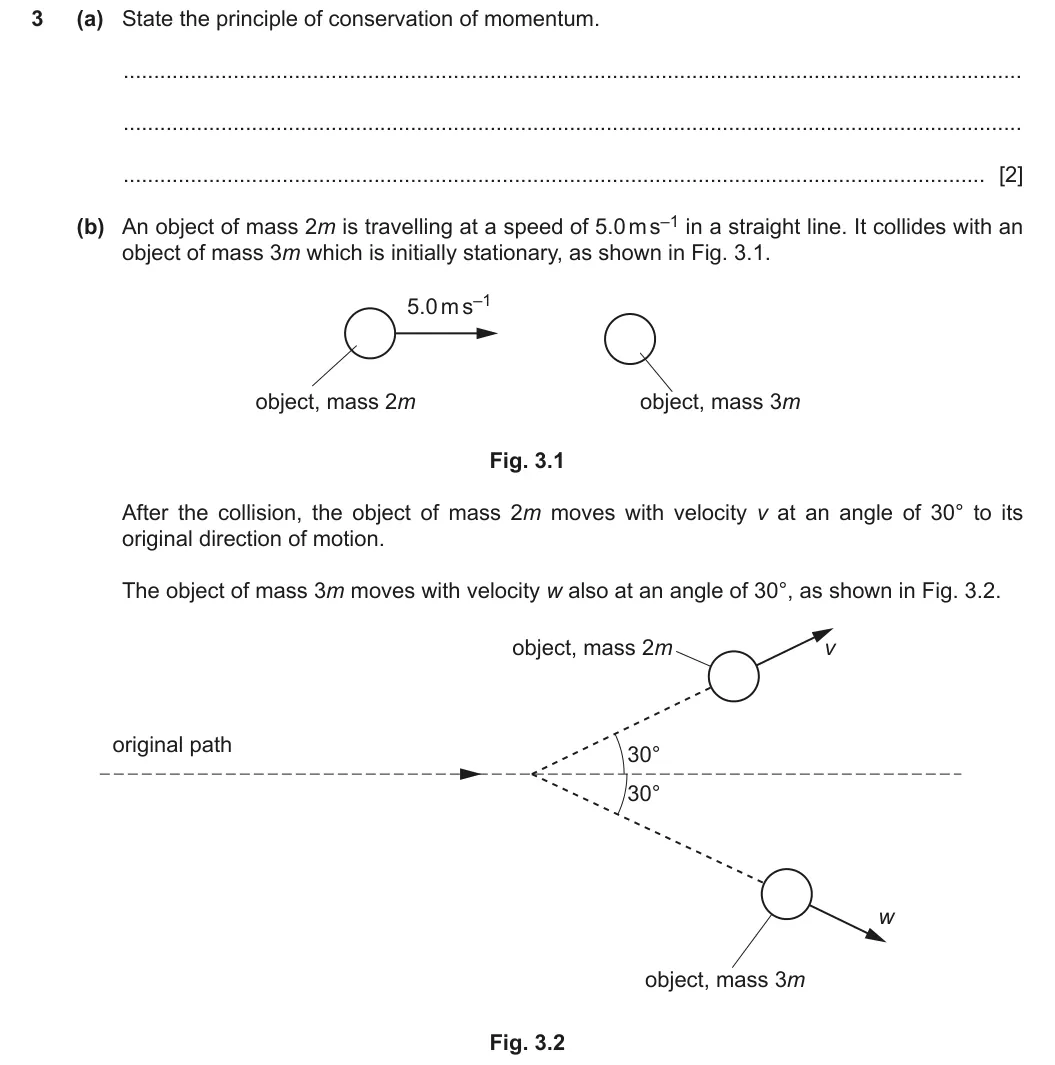 3 (a) State the principle of conservation of momentum.
..........................................................................................................................................................
..........................................................................................................................................................
................................................................................................................................................... [2]
(b) An object of mass 2m is travelling at a speed of 5.0 m s⁻¹ in a straight line. It collides with an
object of mass 3m which is initially stationary, as shown in Fig. 3.1.
5.0 m s⁻¹
object, mass 2m object, mass 3m
Fig. 3.1
After the collision, the object of mass 2m moves with velocity v at an angle of 30° to its
original direction of motion.
The object of mass 3m moves with velocity w also at an angle of 30°, as shown in Fig. 3.2.
object, mass 2m v
original path
30°
30°
w
object, mass 3m
Fig. 3.2